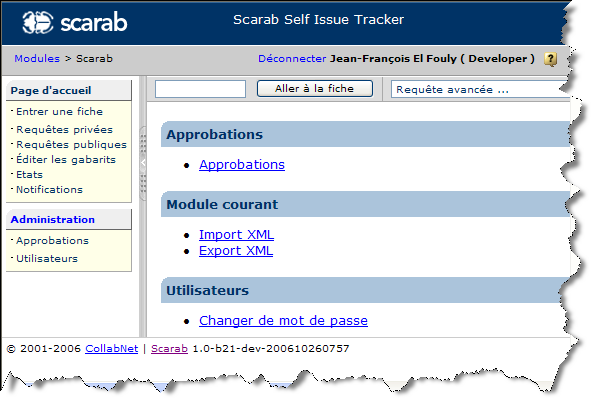 scarab
Scarab Self Issue Tracker
Modules > Scarab
Déconnecter Jean-François El Fouly ( Developer ) ?
Page d'accueil
· Entrer une fiche
· Requêtes privées
· Requêtes publiques
· Éditer les gabarits
· Etats
· Notifications
Administration
· Approbations
· Utilisateurs
Aller à la fiche
Requête avancée ...
Approbations
• Approbations
Module courant
• Import XML
• Export XML
Utilisateurs
• Changer de mot de passe
© 2001-2006 CollabNet | Scarab 1.0-b21-dev-200610260757